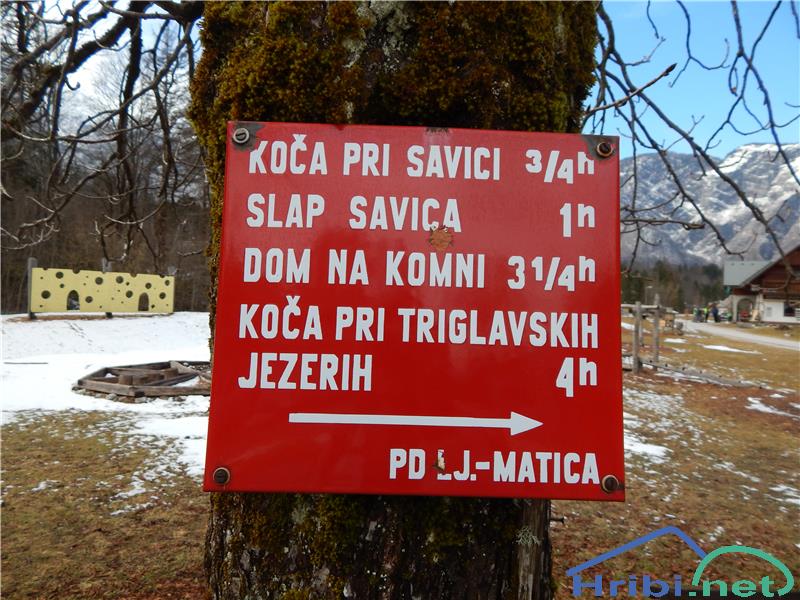 KOČA PRI SAVICI 3/4h
SLAP SAVICA 1h
DOM NA KOMNI 3 1/4h
KOČA PRI TRIGLAVSKIH
JEZERIH 4h
PD LJ.-MATICA
Hribi.net